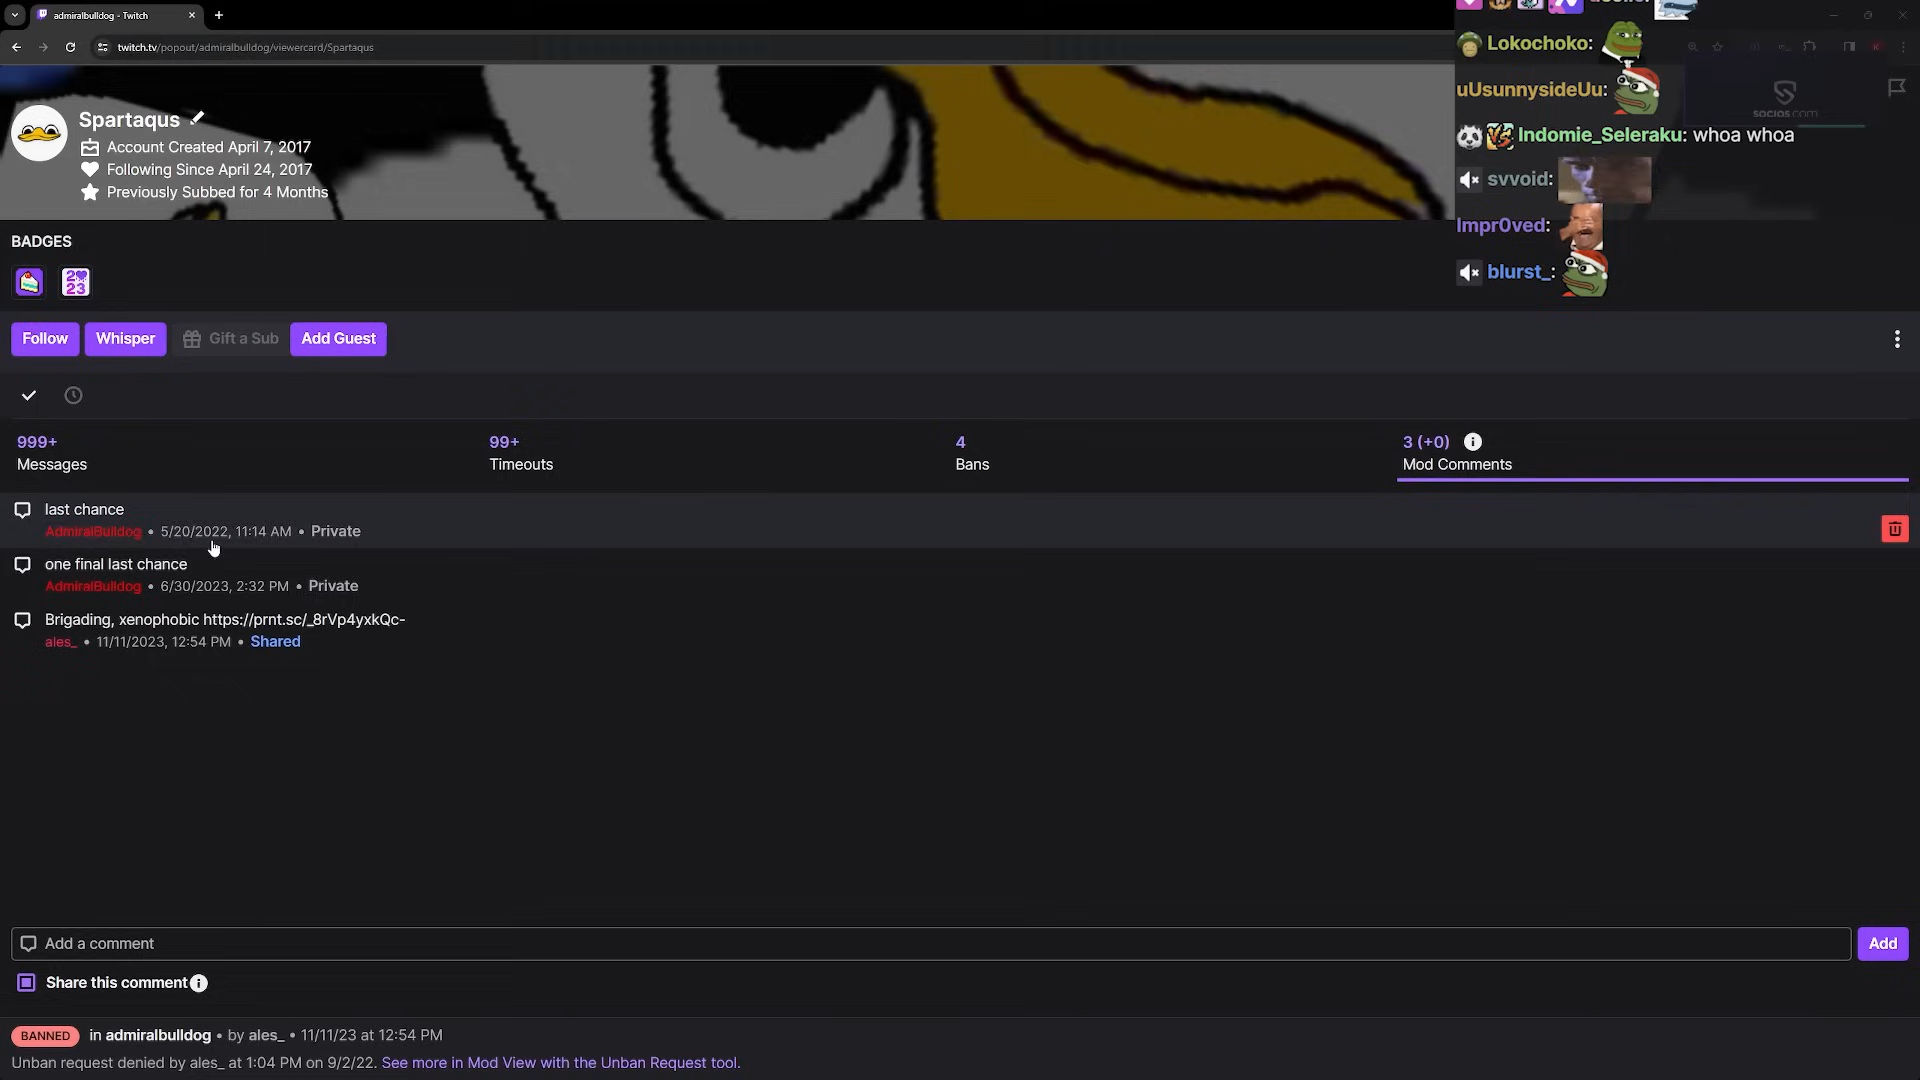 admiralbulldog - Twitch
twitch.tv/popout/admiralbulldog/viewercard/Spartaqus
Lokochoko:
uUsunnysideUu:
Indomie_Seleraku: whoa whoa
svvoid:
Impr0ved:
blurst_:
socios.com
Spartaqus
Account Created April 7, 2017
Following Since April 24, 2017
Previously Subbed for 4 Months
BADGES
2023
Follow
Whisper
Gift a Sub
Add Guest
999+
Messages
99+
Timeouts
4
Bans
3 (+0)
Mod Comments
last chance
AdmiralBulldog • 5/20/2022, 11:14 AM • Private
one final last chance
AdmiralBulldog • 6/30/2023, 2:32 PM • Private
Brigading, xenophobic https://prnt.sc/_8rVp4yxkQc-
ales_ • 11/11/2023, 12:54 PM • Shared
Add a comment
Add
Share this comment
BANNED in admiralbulldog • by ales_ • 11/11/23 at 12:54 PM
Unban request denied by ales_ at 1:04 PM on 9/2/22. See more in Mod View with the Unban Request tool.